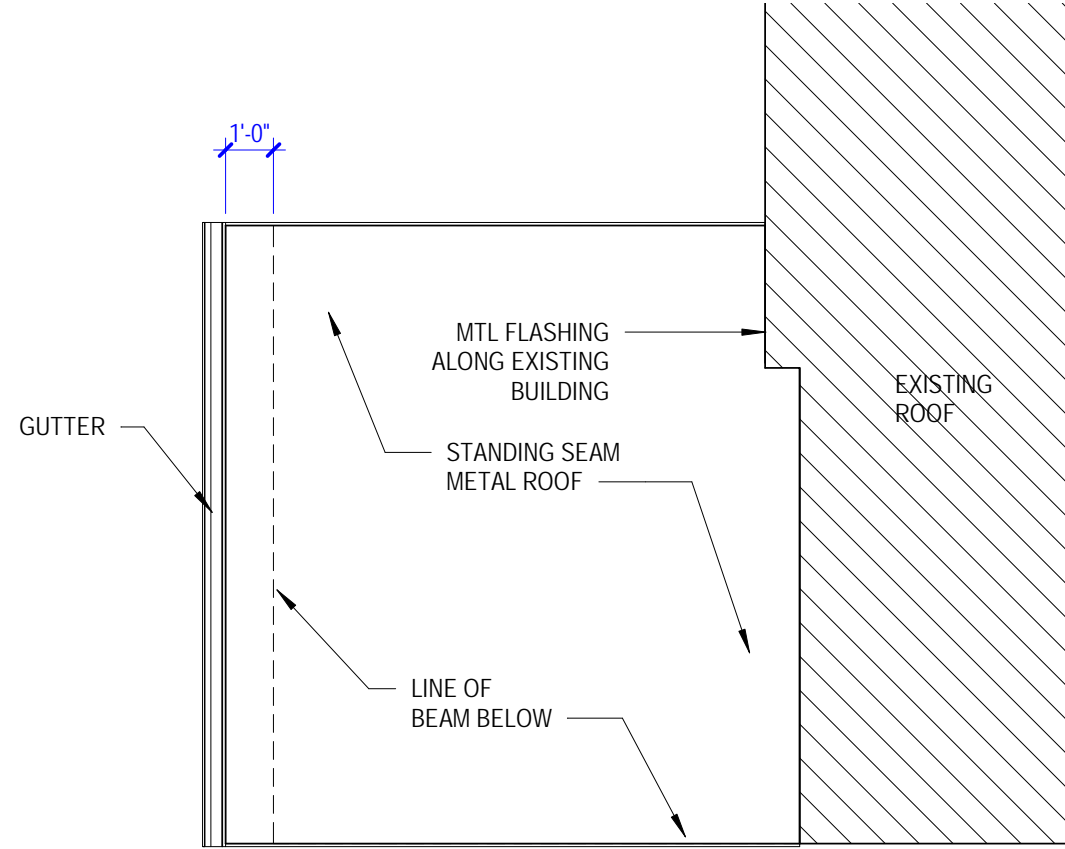 1'-0"
MTL FLASHING
ALONG EXISTING
BUILDING
EXISTING
ROOF
GUTTER
STANDING SEAM
METAL ROOF
LINE OF
BEAM BELOW